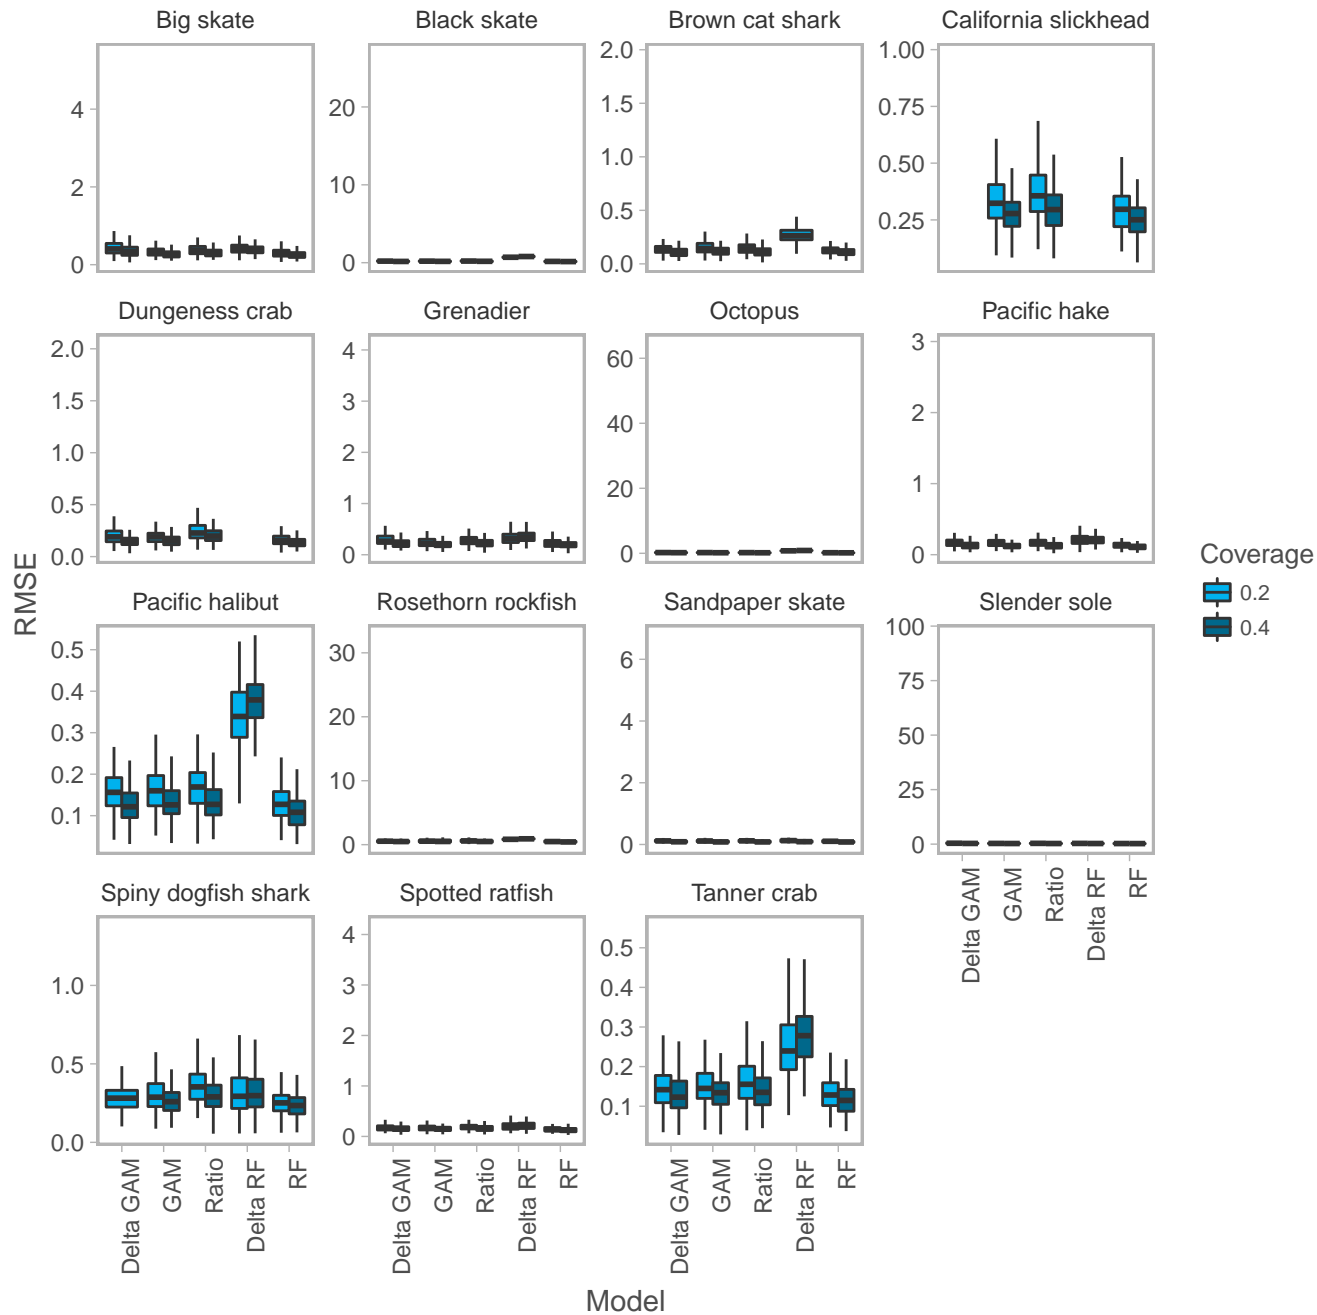 Big skate
Black skate
Brown cat shark
California slickhead
4
2
0
20
10
0
2.0
1.5
1.0
0.5
0.0
1.00
0.75
0.50
0.25
Dungeness crab
Grenadier
Octopus
Pacific hake
2.0
1.5
1.0
0.5
0.0
4
3
2
1
0
60
40
20
0
3
2
1
0
Pacific halibut
Rosethorn rockfish
Sandpaper skate
Slender sole
0.5
0.4
0.3
0.2
0.1
30
20
10
0
6
4
2
0
100
75
50
25
0
Delta GAM
GAM
Ratio
Delta RF
RF
Spiny dogfish shark
Spotted ratfish
Tanner crab
1.0
0.5
0.0
4
3
2
1
0
0.5
0.4
0.3
0.2
0.1
Delta GAM
GAM
Ratio
Delta RF
RF
Delta GAM
GAM
Ratio
Delta RF
RF
Delta GAM
GAM
Ratio
Delta RF
RF
RMSE
Model
Coverage
0.2
0.4